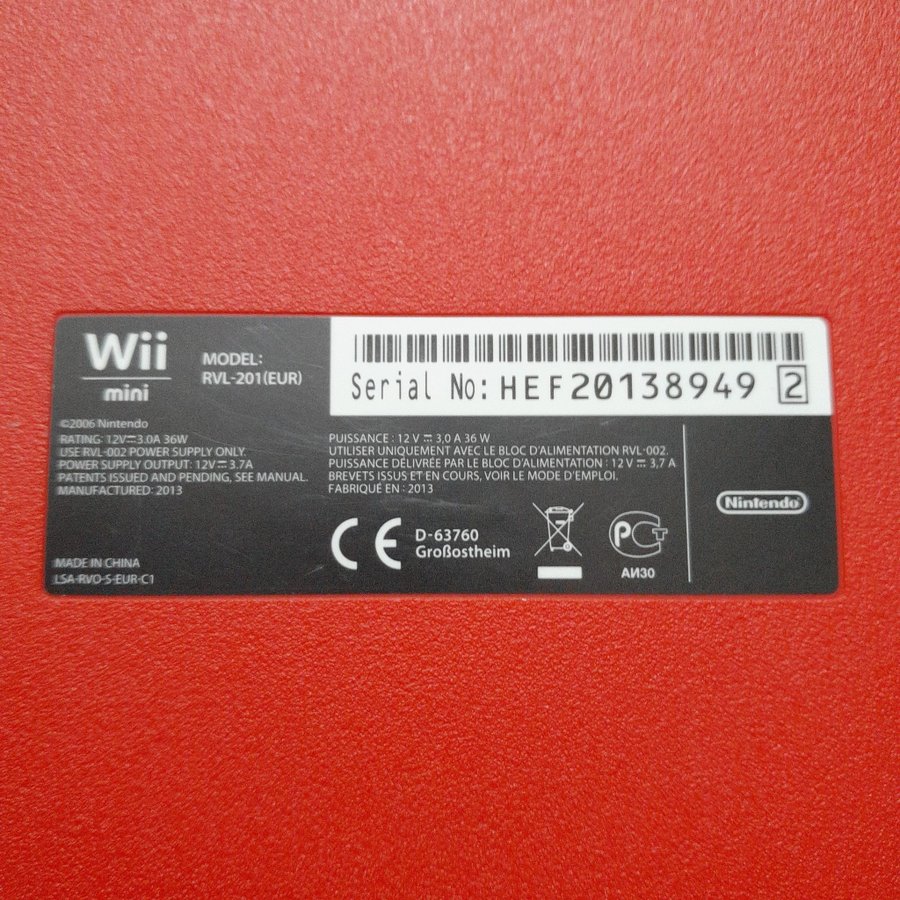 Wii
mini
MODEL:
RVL-201(EUR)
Serial No: HEF20138949 2
©2006 Nintendo
RATING: 12V⎓3.0A 36W
USE RVL-002 POWER SUPPLY ONLY.
POWER SUPPLY OUTPUT: 12V⎓3.7A
PATENTS ISSUED AND PENDING, SEE MANUAL.
MANUFACTURED: 2013
PUISSANCE : 12 V ⎓ 3,0 A 36 W
UTILISER UNIQUEMENT AVEC LE BLOC D'ALIMENTATION RVL-002.
PUISSANCE DÉLIVRÉE PAR LE BLOC D'ALIMENTATION : 12 V ⎓ 3,7 A
BREVETS ISSUS ET EN COURS, VOIR LE MODE D'EMPLOI.
FABRIQUÉ EN : 2013
CE
D-63760
Großostheim
РСТ
АИ30
Nintendo
MADE IN CHINA
LSA-RVO-S-EUR-C1